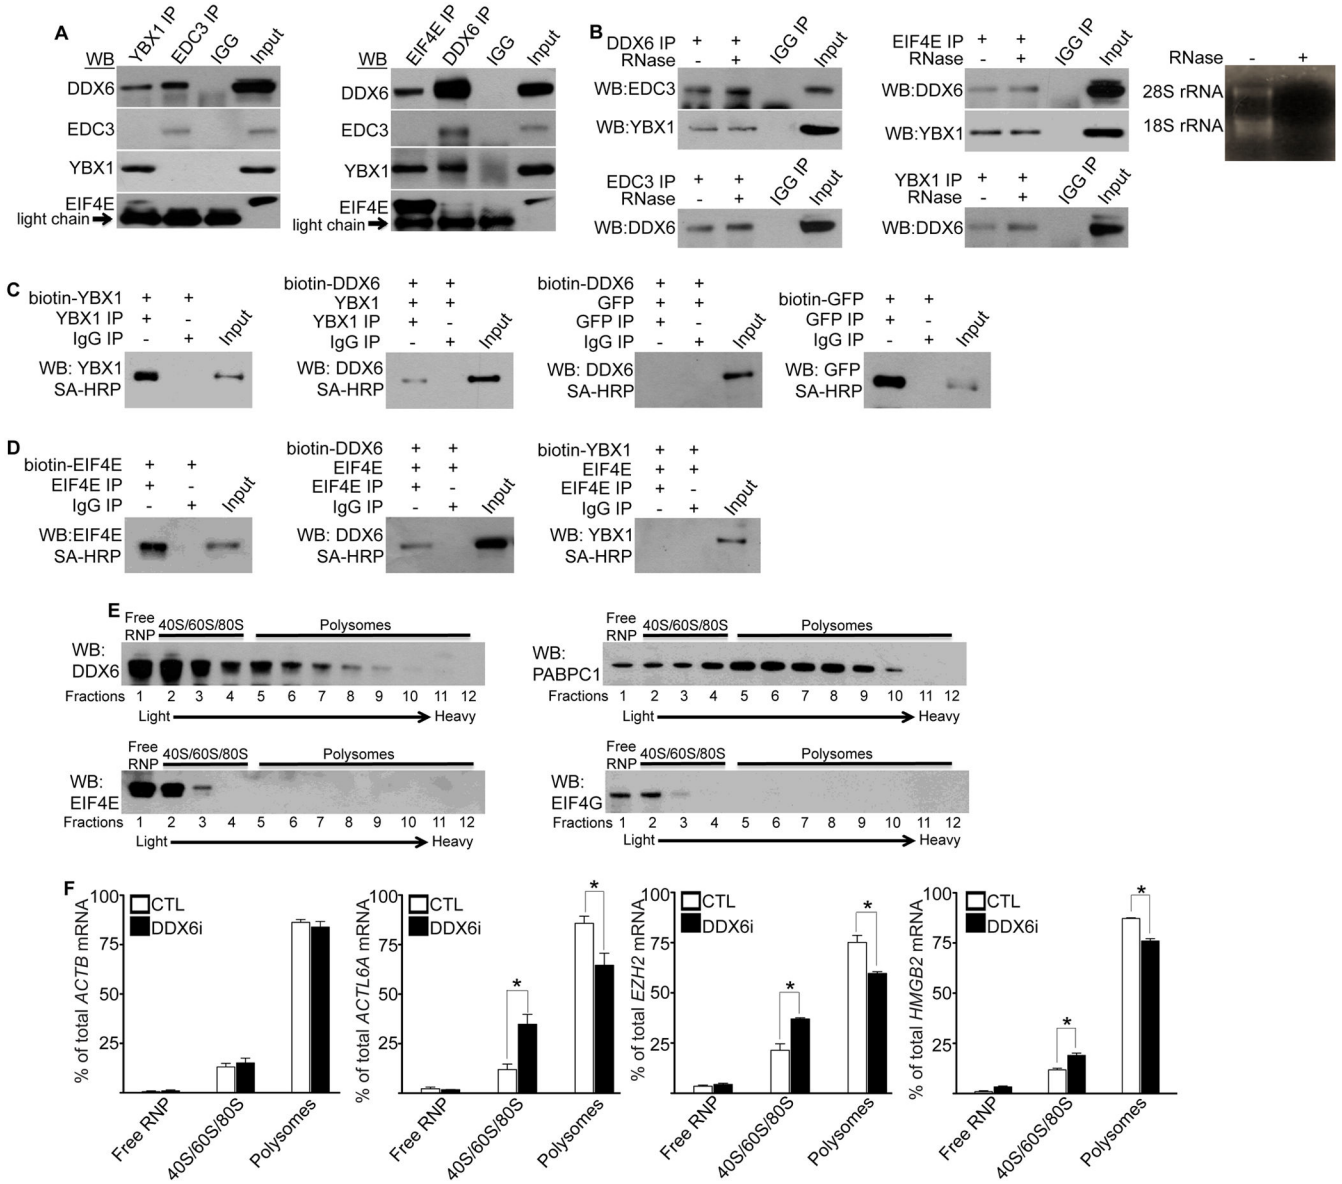 A
WB
YBX1 IP
EDC3 IP
IGG
Input
DDX6
EDC3
YBX1
EIF4E
light chain
WB
EIF4E IP
DDX6 IP
IGG
Input
DDX6
EDC3
YBX1
EIF4E
light chain
B
DDX6 IP + +
RNase - +
IGG IP
Input
WB:EDC3
WB:YBX1
EIF4E IP + +
RNase - +
IGG IP
Input
WB:DDX6
WB:YBX1
RNase - +
28S rRNA
18S rRNA
EDC3 IP + +
RNase - +
IGG IP
Input
WB:DDX6
YBX1 IP + +
RNase - +
IGG IP
Input
WB:DDX6
C
biotin-YBX1 + +
YBX1 IP + -
IgG IP - +
Input
WB: YBX1
SA-HRP
biotin-DDX6 + +
YBX1 + +
YBX1 IP + -
IgG IP - +
Input
WB: DDX6
SA-HRP
biotin-DDX6 + +
GFP + +
GFP IP + -
IgG IP - +
Input
WB: DDX6
SA-HRP
biotin-GFP + +
GFP IP + -
IgG IP - +
Input
WB: GFP
SA-HRP
D
biotin-EIF4E + +
EIF4E IP + -
IgG IP - +
Input
WB:EIF4E
SA-HRP
biotin-DDX6 + +
EIF4E + +
EIF4E IP + -
IgG IP - +
Input
WB: DDX6
SA-HRP
biotin-YBX1 + +
EIF4E + +
EIF4E IP + -
IgG IP - +
Input
WB: YBX1
SA-HRP
E
Free
RNP
40S/60S/80S
Polysomes
WB:
DDX6
Fractions 1 2 3 4 5 6 7 8 9 10 11 12
Light Heavy
Free
RNP
40S/60S/80S
Polysomes
WB:
PABPC1
Fractions 1 2 3 4 5 6 7 8 9 10 11 12
Light Heavy
Free
RNP
40S/60S/80S
Polysomes
WB:
EIF4E
Fractions 1 2 3 4 5 6 7 8 9 10 11 12
Light Heavy
Free
RNP
40S/60S/80S
Polysomes
WB:
EIF4G
Fractions 1 2 3 4 5 6 7 8 9 10 11 12
Light Heavy
F
% of total ACTB mRNA
100
75
50
25
CTL
DDX6i
Free RNP
40S/60S/80S
Polysomes
% of total ACTL6A mRNA
100
75
50
25
CTL
DDX6i
*
*
Free RNP
40S/60S/80S
Polysomes
% of total EZH2 mRNA
100
75
50
25
CTL
DDX6i
*
*
Free RNP
40S/60S/80S
Polysomes
% of total HMGB2 mRNA
100
75
50
25
CTL
DDX6i
*
*
Free RNP
40S/60S/80S
Polysomes